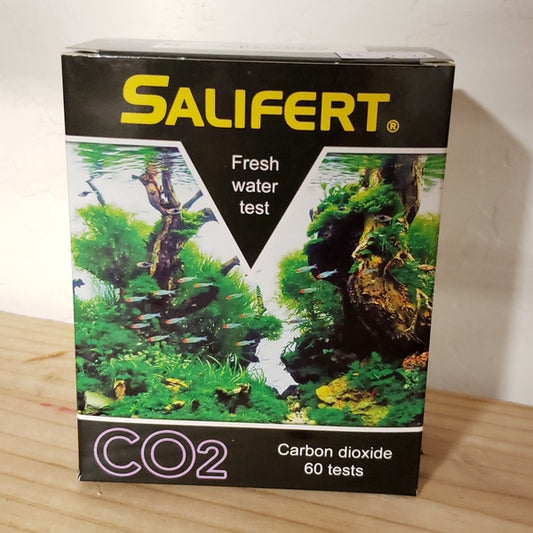 SALIFERT®
Fresh
water
test
CO2
Carbon dioxide
60 tests